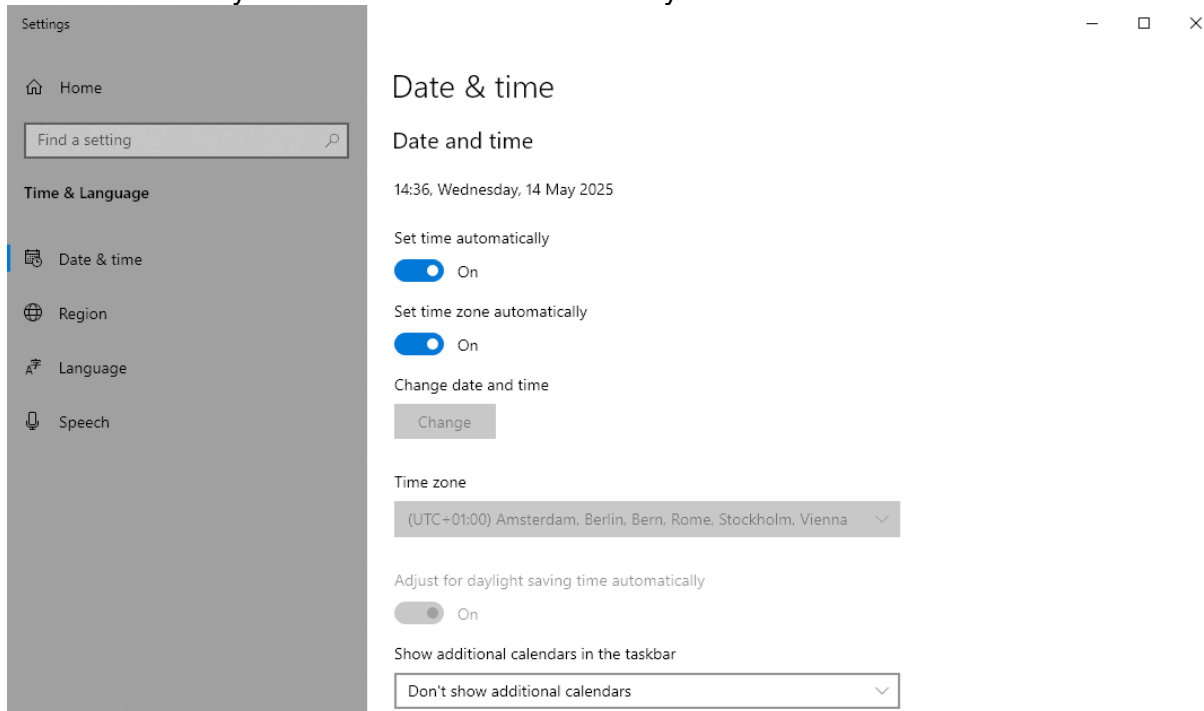 Settings
Home
Find a setting
Time & Language
Date & time
Region
Language
Speech
Date & time
Date and time
14:36, Wednesday, 14 May 2025
Set time automatically
On
Set time zone automatically
On
Change date and time
Change
Time zone
(UTC+01:00) Amsterdam, Berlin, Bern, Rome, Stockholm, Vienna
Adjust for daylight saving time automatically
On
Show additional calendars in the taskbar
Don't show additional calendars